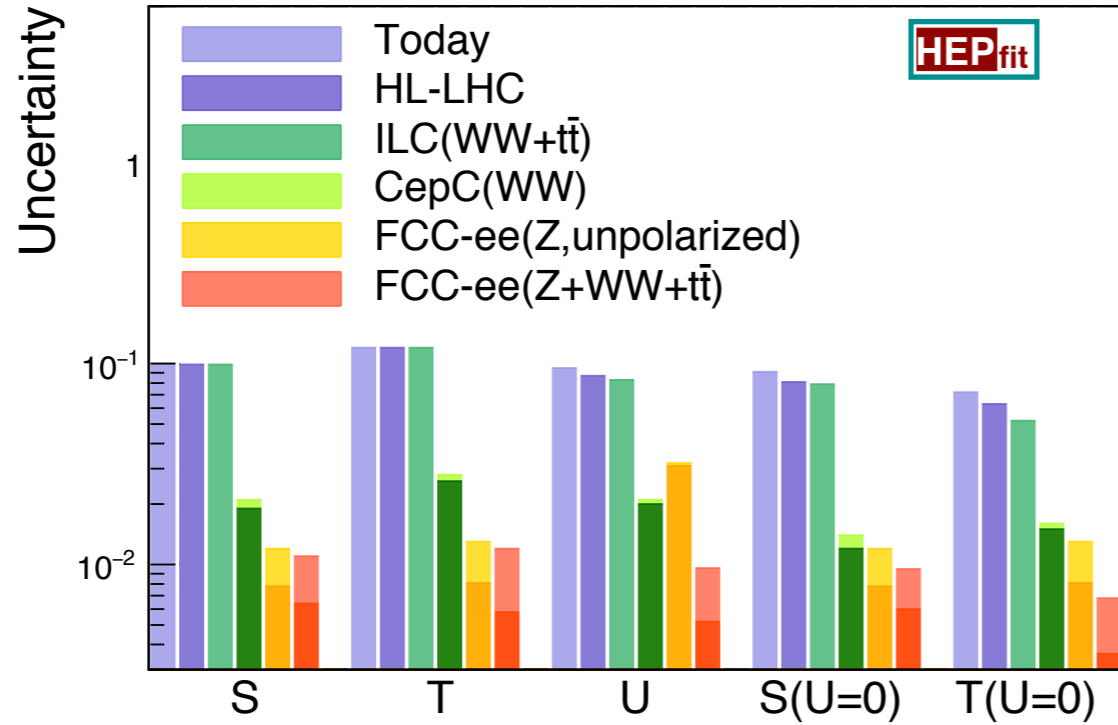 Uncertainty
Today
HL-LHC
ILC(WW+tt̄)
CepC(WW)
FCC-ee(Z,unpolarized)
FCC-ee(Z+WW+tt̄)
HEPfit
1
10⁻¹
10⁻²
S T U S(U=0) T(U=0)